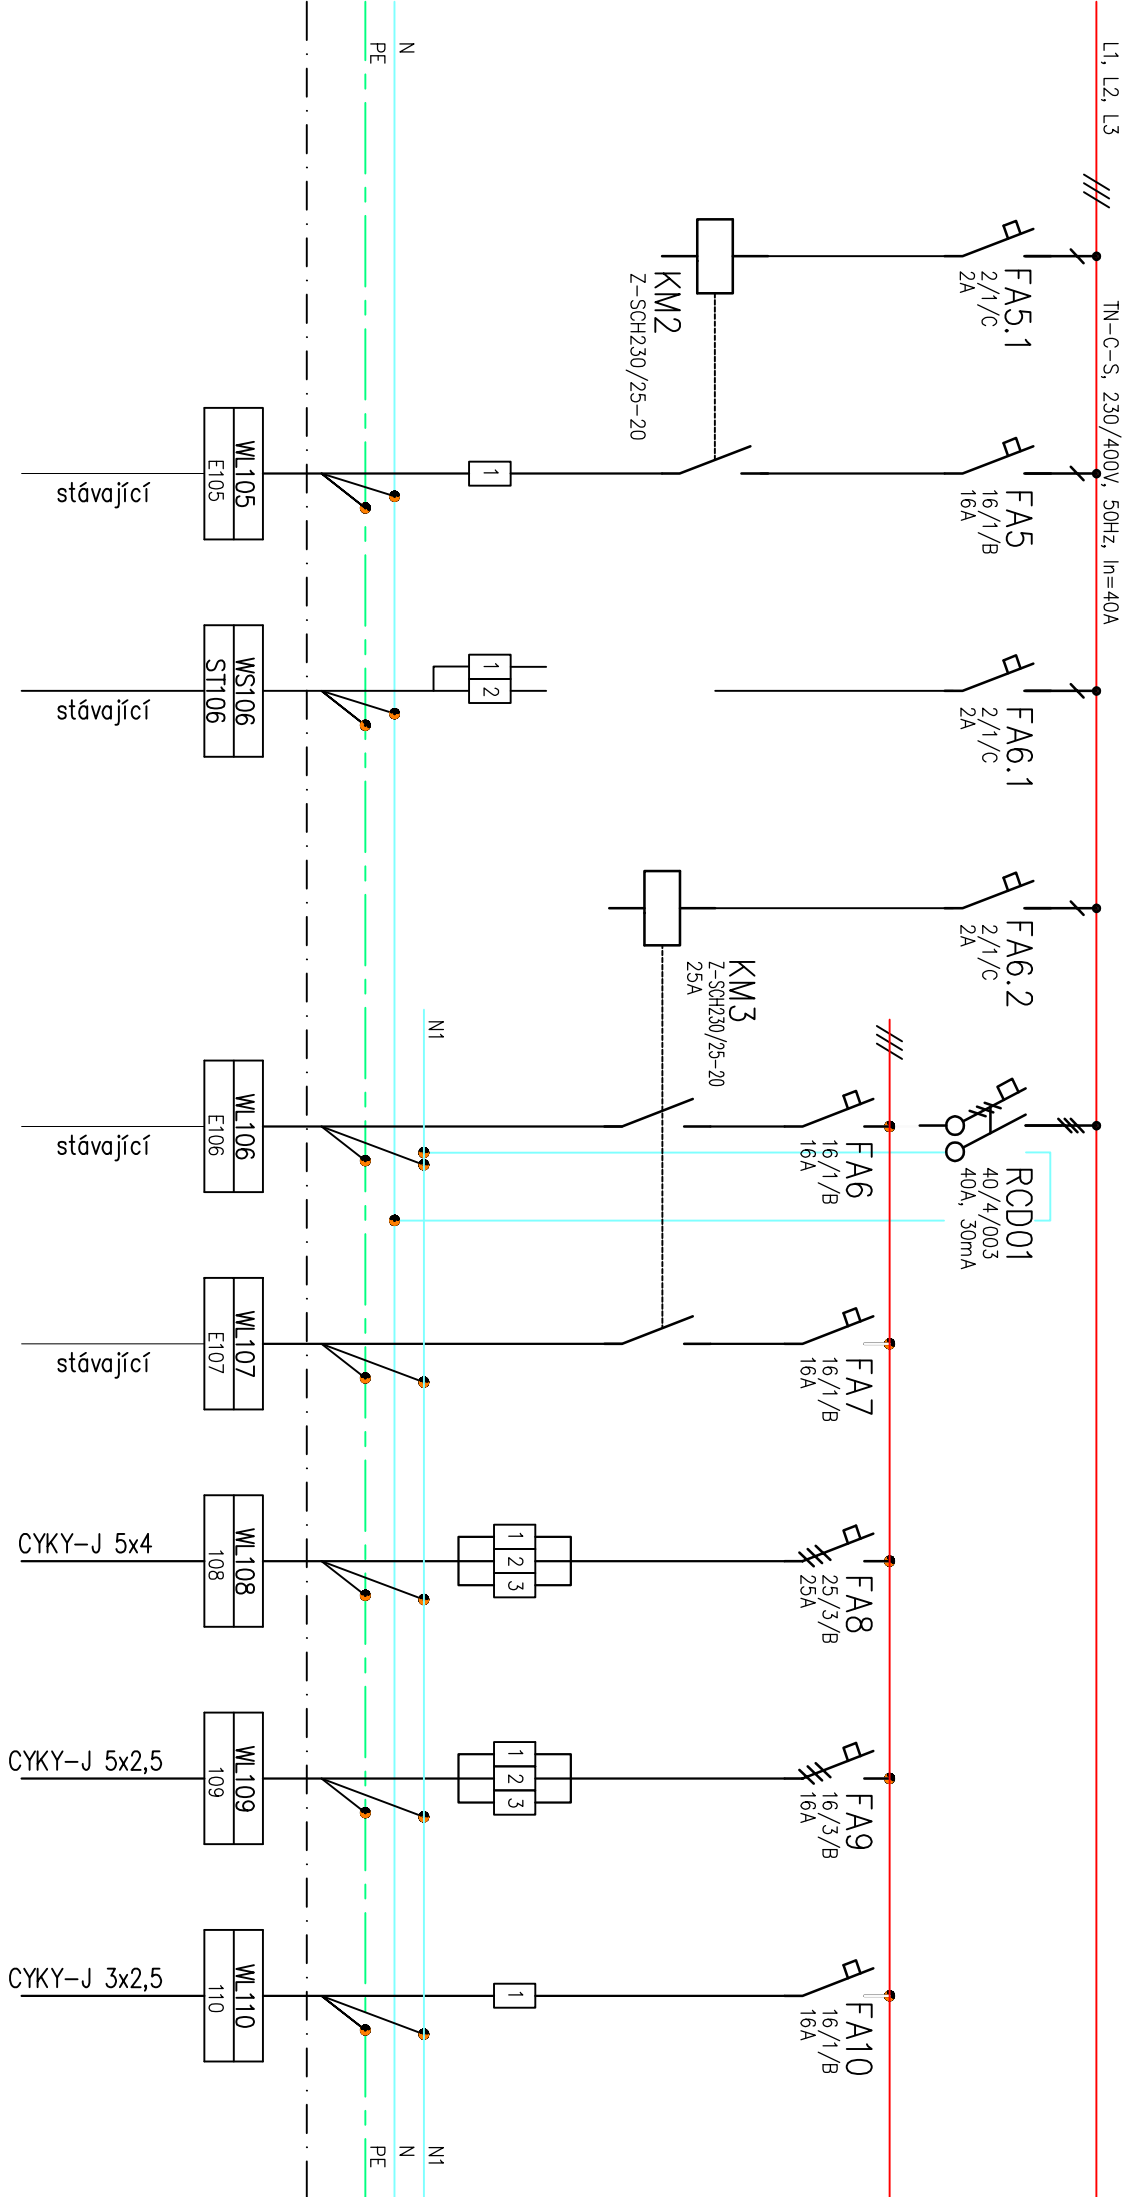 L1, L2, L3
TN-C-S, 230/400V, 50Hz, In=40A
FA5.1
2/1/C
2A
FA5
16/1/B
16A
FA6.1
2/1/C
2A
FA6.2
2/1/C
2A
RCD01
40/4/003
40A, 30mA
FA6
16/1/B
16A
FA7
16/1/B
16A
FA8
25/3/B
25A
FA9
16/3/B
16A
FA10
16/1/B
16A
KM2
Z-SCH230/25-20
KM3
Z-SCH230/25-20
25A
1
1
2
1
2
3
1
2
3
1
N1
N1
N
PE
N
PE
WL105
E105
stávající
WS106
ST106
stávající
WL106
E106
stávající
WL107
E107
stávající
WL108
108
CYKY-J 5x4
WL109
109
CYKY-J 5x2,5
WL110
110
CYKY-J 3x2,5